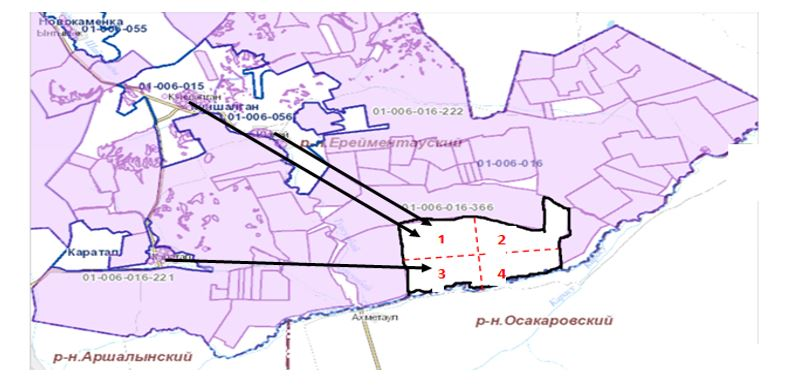 Новокаменка
01-006-055
01-006-015
Куншалган
01-006-056
01-006-016-222
р-н.Ерейментауский
01-006-016
01-006-016-366
1
2
3
4
Каратал
01-006-016-221
Ахметаул
р-н.Осакаровский
р-н.Аршалынский